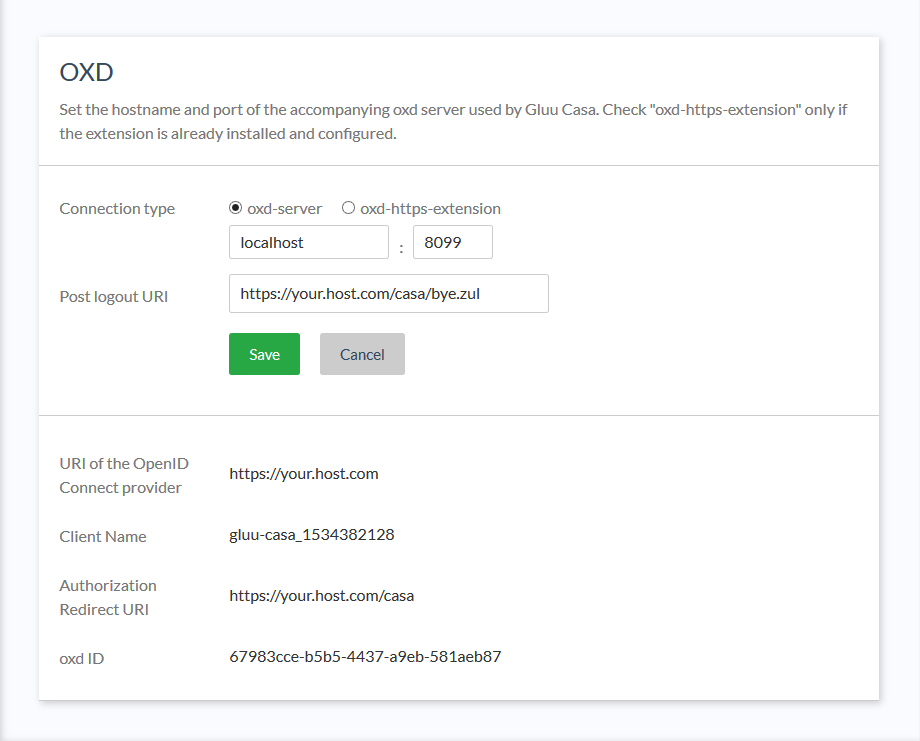 OXD
Set the hostname and port of the accompanying oxd server used by Gluu Casa. Check "oxd-https-extension" only if
the extension is already installed and configured.
Connection type oxd-server oxd-https-extension
localhost : 8099
Post logout URI https://your.host.com/casa/bye.zul
Save Cancel
URI of the OpenID
Connect provider
https://your.host.com
Client Name gluu-casa_1534382128
Authorization
Redirect URI
https://your.host.com/casa
oxd ID 67983cce-b5b5-4437-a9eb-581aeb87